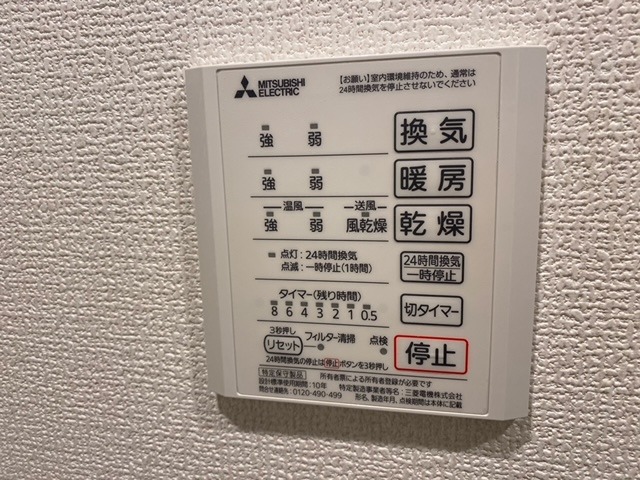 MITSUBISHI
ELECTRIC
【お願い】室内環境維持のため、通常は
24時間換気を停止させないでください
強 弱 換気
強 弱 暖房
温風 送風
強 弱 風乾燥 乾燥
点灯：24時間換気
点滅：一時停止(1時間)
24時間換気
一時停止
タイマー(残り時間)
8 6 4 3 2 1 0.5
切タイマー
3秒押し
リセット フィルター清掃 点検
停止
24時間換気の停止は停止ボタンを3秒押し
特定保守製品 所有者票による所有者登録が必要です
設計標準使用期間：10年 特定製造事業者等名：三菱電機株式会社
問合せ連絡先：0120-490-499 形名、製造年月、点検期間は本体に記載